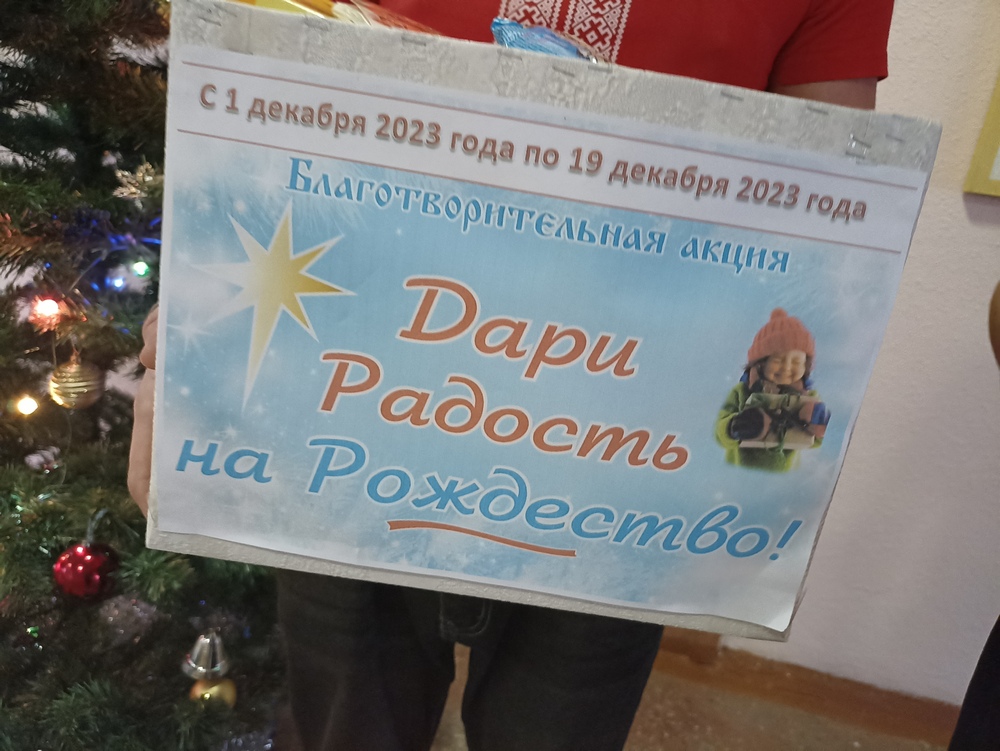 С 1 декабря 2023 года по 19 декабря 2023 года
Благотворительная акция
Дари
Радость
на Рождество!